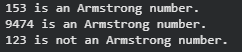 153 is an Armstrong number.
9474 is an Armstrong number.
123 is not an Armstrong number.